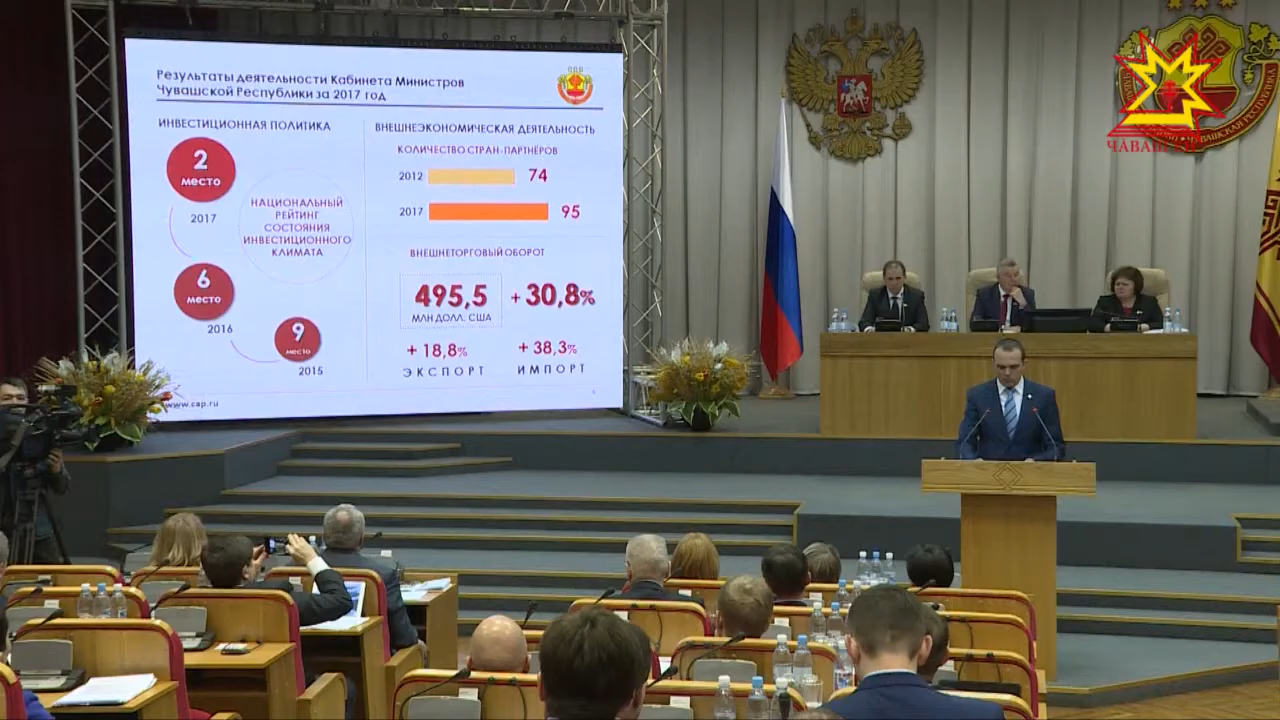 Результаты деятельности Кабинета Министров
Чувашской Республики за 2017 год
ИНВЕСТИЦИОННАЯ ПОЛИТИКА
2
место
2017
НАЦИОНАЛЬНЫЙ
РЕЙТИНГ
СОСТОЯНИЯ
ИНВЕСТИЦИОННОГО
КЛИМАТА
6
место
2016
9
место
2015
www.cap.ru
ВНЕШНЕЭКОНОМИЧЕСКАЯ ДЕЯТЕЛЬНОСТЬ
КОЛИЧЕСТВО СТРАН-ПАРТНЁРОВ
2012 74
2017 95
ВНЕШНЕТОРГОВЫЙ ОБОРОТ
495,5 +30,8%
МЛН ДОЛЛ. США
+ 18,8% + 38,3%
ЭКСПОРТ ИМПОРТ